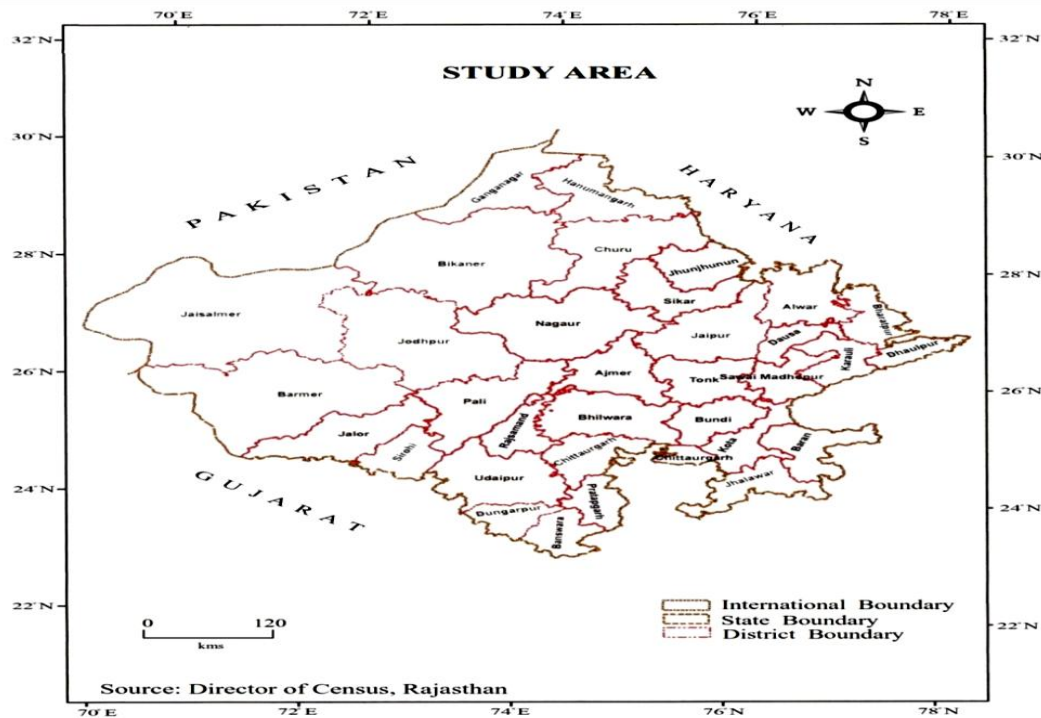 70°E 72°E 74°E 76°E 78°E
32°N 32°N
STUDY AREA
N
W E
S
30°N 30°N
PAKISTAN
HARYANA
Ganganagar
Hanumangarh
Churu
28°N 28°N
Bikaner
Jhunjhunun
Sikar
Alwar
Bharatpur
Jaisalmer
Nagaur
Jaipur
Jodhpur
Dausa
Dhaulpur
Karauli
26°N 26°N
Ajmer
Tonk
Sawai Madhopur
Barmer
Pali
Bhilwara
Bundi
Rajsamand
Jalor
Sirohi
Chittaurgarh
Kota
Baran
Chittaurgarh
GUJARAT
24°N 24°N
Udaipur
Jhalawar
Pratapgarh
Dungarpur
Banswara
22°N 22°N
0 120
kms
International Boundary
State Boundary
District Boundary
Source: Director of Census, Rajasthan
70°E 72°E 74°E 76°E 78°E